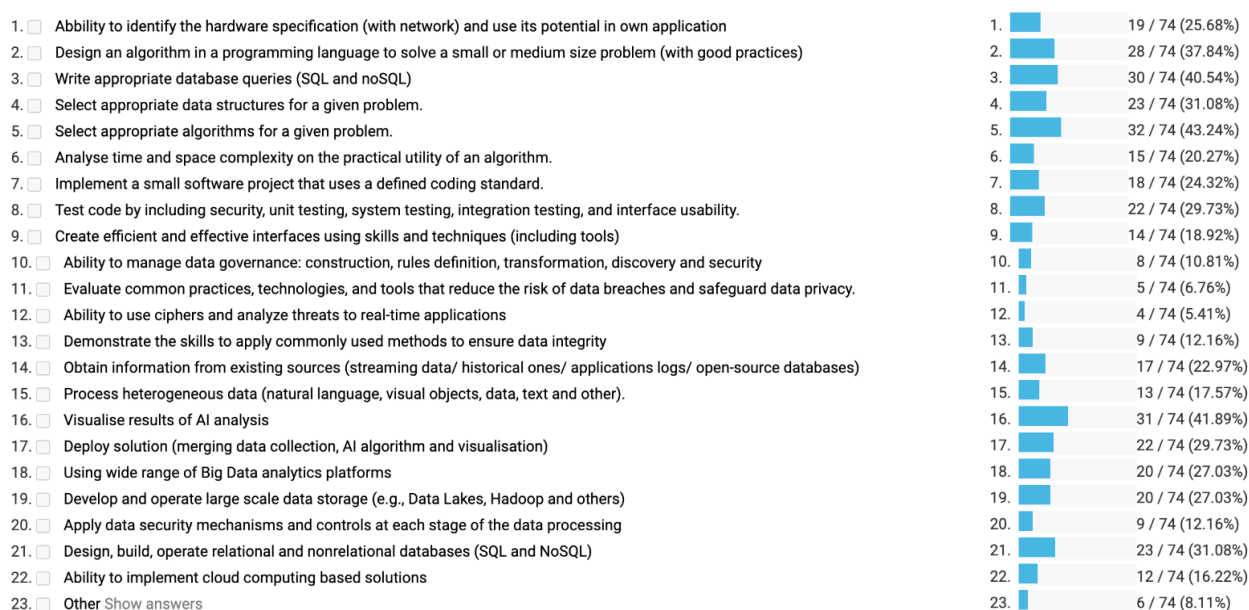 1. Abbility to identify the hardware specification (with network) and use its potential in own application 1. 19 / 74 (25.68%)
2. Design an algorithm in a programming language to solve a small or medium size problem (with good practices) 2. 28 / 74 (37.84%)
3. Write appropriate database queries (SQL and noSQL) 3. 30 / 74 (40.54%)
4. Select appropriate data structures for a given problem. 4. 23 / 74 (31.08%)
5. Select appropriate algorithms for a given problem. 5. 32 / 74 (43.24%)
6. Analyse time and space complexity on the practical utility of an algorithm. 6. 15 / 74 (20.27%)
7. Implement a small software project that uses a defined coding standard. 7. 18 / 74 (24.32%)
8. Test code by including security, unit testing, system testing, integration testing, and interface usability. 8. 22 / 74 (29.73%)
9. Create efficient and effective interfaces using skills and techniques (including tools) 9. 14 / 74 (18.92%)
10. Ability to manage data governance: construction, rules definition, transformation, discovery and security 10. 8 / 74 (10.81%)
11. Evaluate common practices, technologies, and tools that reduce the risk of data breaches and safeguard data privacy. 11. 5 / 74 (6.76%)
12. Ability to use ciphers and analyze threats to real-time applications 12. 4 / 74 (5.41%)
13. Demonstrate the skills to apply commonly used methods to ensure data integrity 13. 9 / 74 (12.16%)
14. Obtain information from existing sources (streaming data/ historical ones/ applications logs/ open-source databases) 14. 17 / 74 (22.97%)
15. Process heterogeneous data (natural language, visual objects, data, text and other). 15. 13 / 74 (17.57%)
16. Visualise results of AI analysis 16. 31 / 74 (41.89%)
17. Deploy solution (merging data collection, AI algorithm and visualisation) 17. 22 / 74 (29.73%)
18. Using wide range of Big Data analytics platforms 18. 20 / 74 (27.03%)
19. Develop and operate large scale data storage (e.g., Data Lakes, Hadoop and others) 19. 20 / 74 (27.03%)
20. Apply data security mechanisms and controls at each stage of the data processing 20. 9 / 74 (12.16%)
21. Design, build, operate relational and nonrelational databases (SQL and NoSQL) 21. 23 / 74 (31.08%)
22. Ability to implement cloud computing based solutions 22. 12 / 74 (16.22%)
23. Other Show answers 23. 6 / 74 (8.11%)